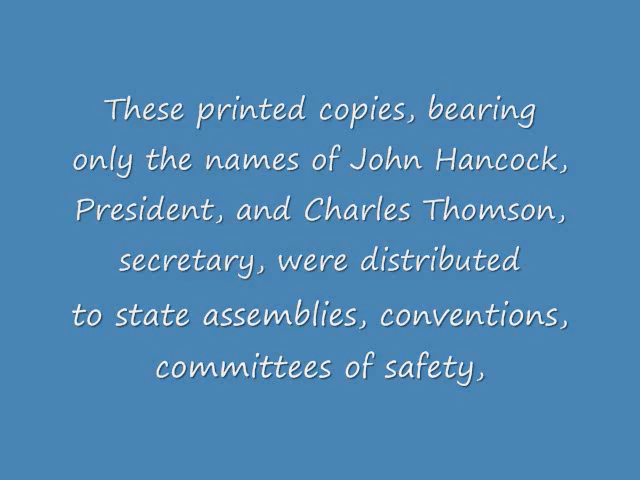 These printed copies, bearing
only the names of John Hancock,
President, and Charles Thomson,
secretary, were distributed
to state assemblies, conventions,
committees of safety,